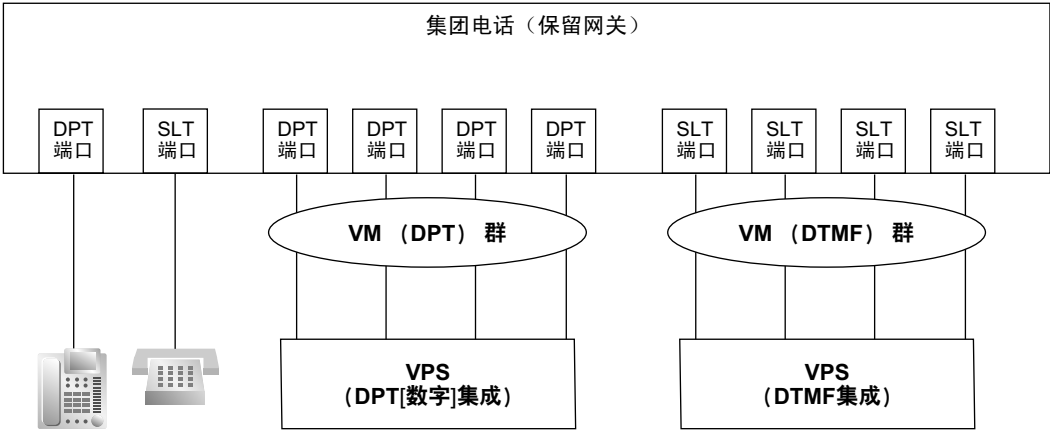 集团电话（保留网关）
DPT
端口
SLT
端口
DPT
端口
DPT
端口
DPT
端口
DPT
端口
SLT
端口
SLT
端口
SLT
端口
SLT
端口
VM （DPT） 群
VM （DTMF） 群
VPS
（DPT[数字]集成）
VPS
（DTMF集成）